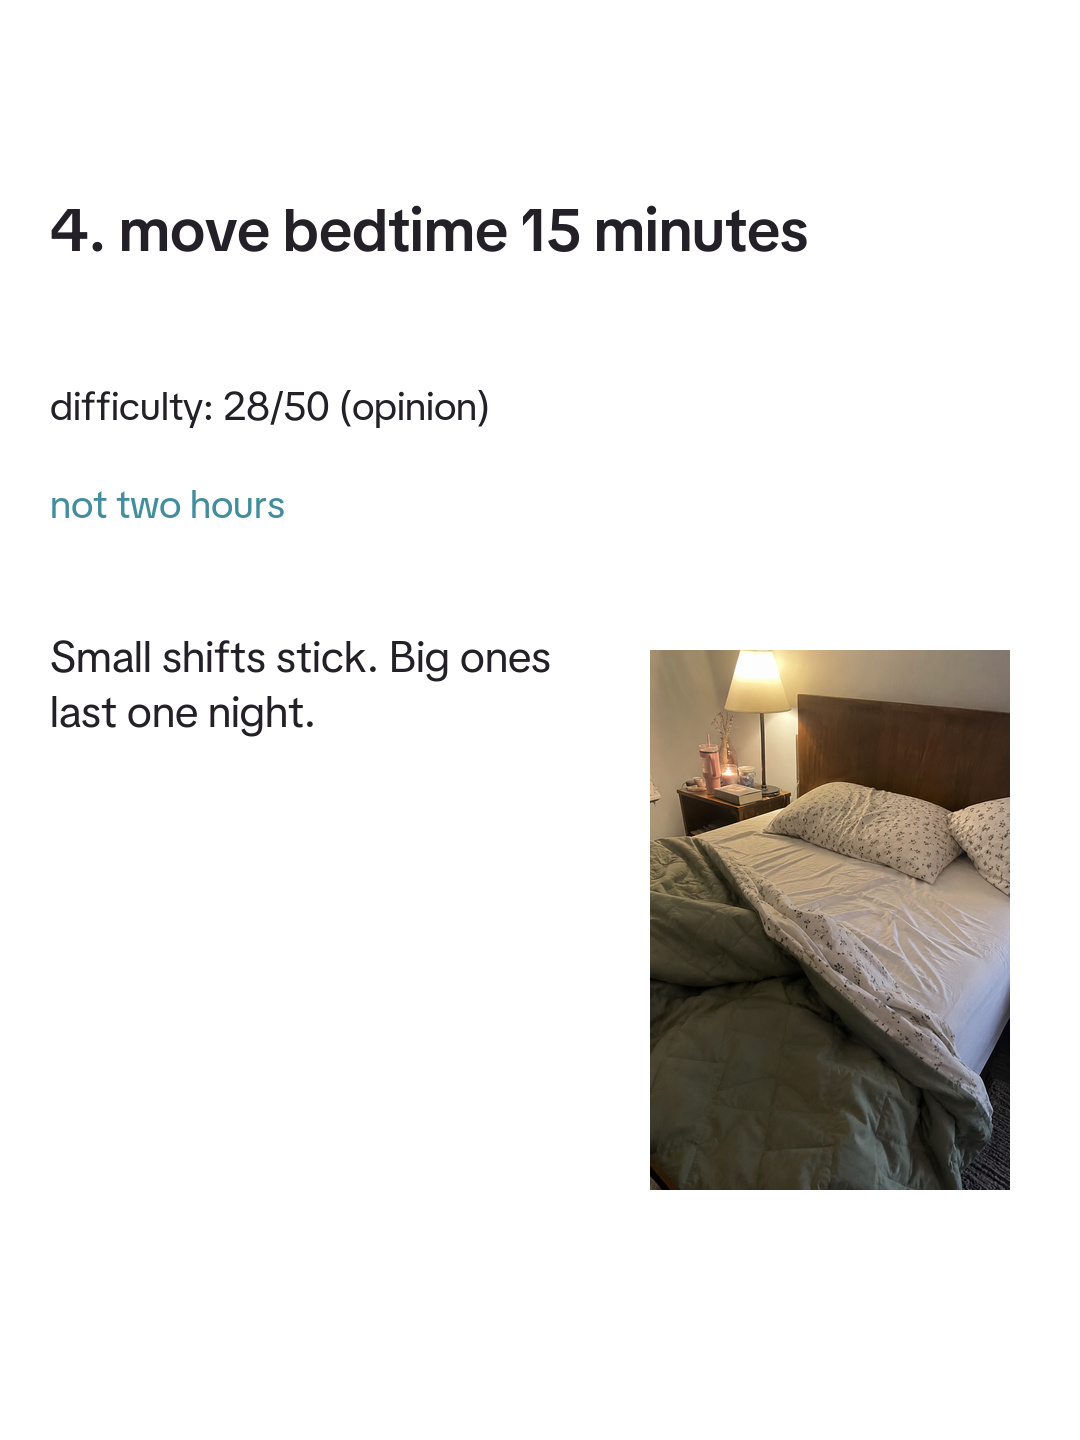 4. move bedtime 15 minutes
difficulty: 28/50 (opinion)
not two hours
Small shifts stick. Big ones
last one night.